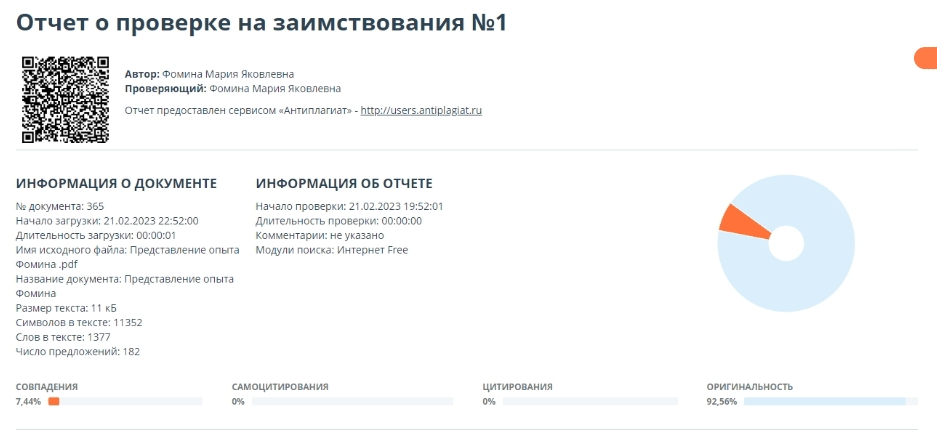 Отчет о проверке на заимствования №1
Автор: Фомина Мария Яковлевна
Проверяющий: Фомина Мария Яковлевна
Отчет предоставлен сервисом «Антиплагиат» - http://users.antiplagiat.ru
ИНФОРМАЦИЯ О ДОКУМЕНТЕ
№ документа: 365
Начало загрузки: 21.02.2023 22:52:00
Длительность загрузки: 00:00:01
Имя исходного файла: Представление опыта
Фомина .pdf
Название документа: Представление опыта
Фомина
Размер текста: 11 кБ
Символов в тексте: 11352
Слов в тексте: 1377
Число предложений: 182
ИНФОРМАЦИЯ ОБ ОТЧЕТЕ
Начало проверки: 21.02.2023 19:52:01
Длительность проверки: 00:00:00
Комментарии: не указано
Модули поиска: Интернет Free
СОВПАДЕНИЯ
7,44%
САМОЦИТИРОВАНИЯ
0%
ЦИТИРОВАНИЯ
0%
ОРИГИНАЛЬНОСТЬ
92,56%